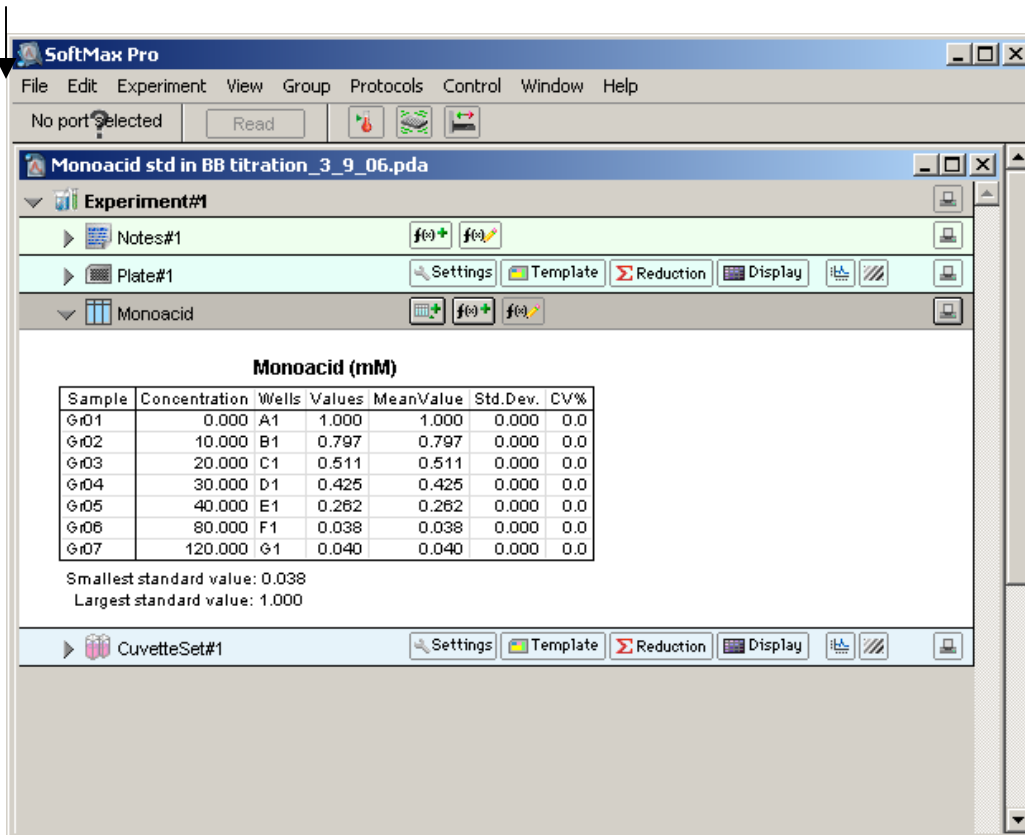 SoftMax Pro
File Edit Experiment View Group Protocols Control Window Help
No port selected Read
Monoacid std in BB titration_3_9_06.pda
Experiment#1
Notes#1 f(x) f(x)
Plate#1 Settings Template Reduction Display
Monoacid f(x) f(x)
Monoacid (mM)
Sample Concentration Wells Values MeanValue Std.Dev. CV%
Gr01 0.000 A1 1.000 1.000 0.000 0.0
Gr02 10.000 B1 0.797 0.797 0.000 0.0
Gr03 20.000 C1 0.511 0.511 0.000 0.0
Gr04 30.000 D1 0.425 0.425 0.000 0.0
Gr05 40.000 E1 0.262 0.262 0.000 0.0
Gr06 80.000 F1 0.038 0.038 0.000 0.0
Gr07 120.000 G1 0.040 0.040 0.000 0.0
Smallest standard value: 0.038
Largest standard value: 1.000
CuvetteSet#1 Settings Template Reduction Display